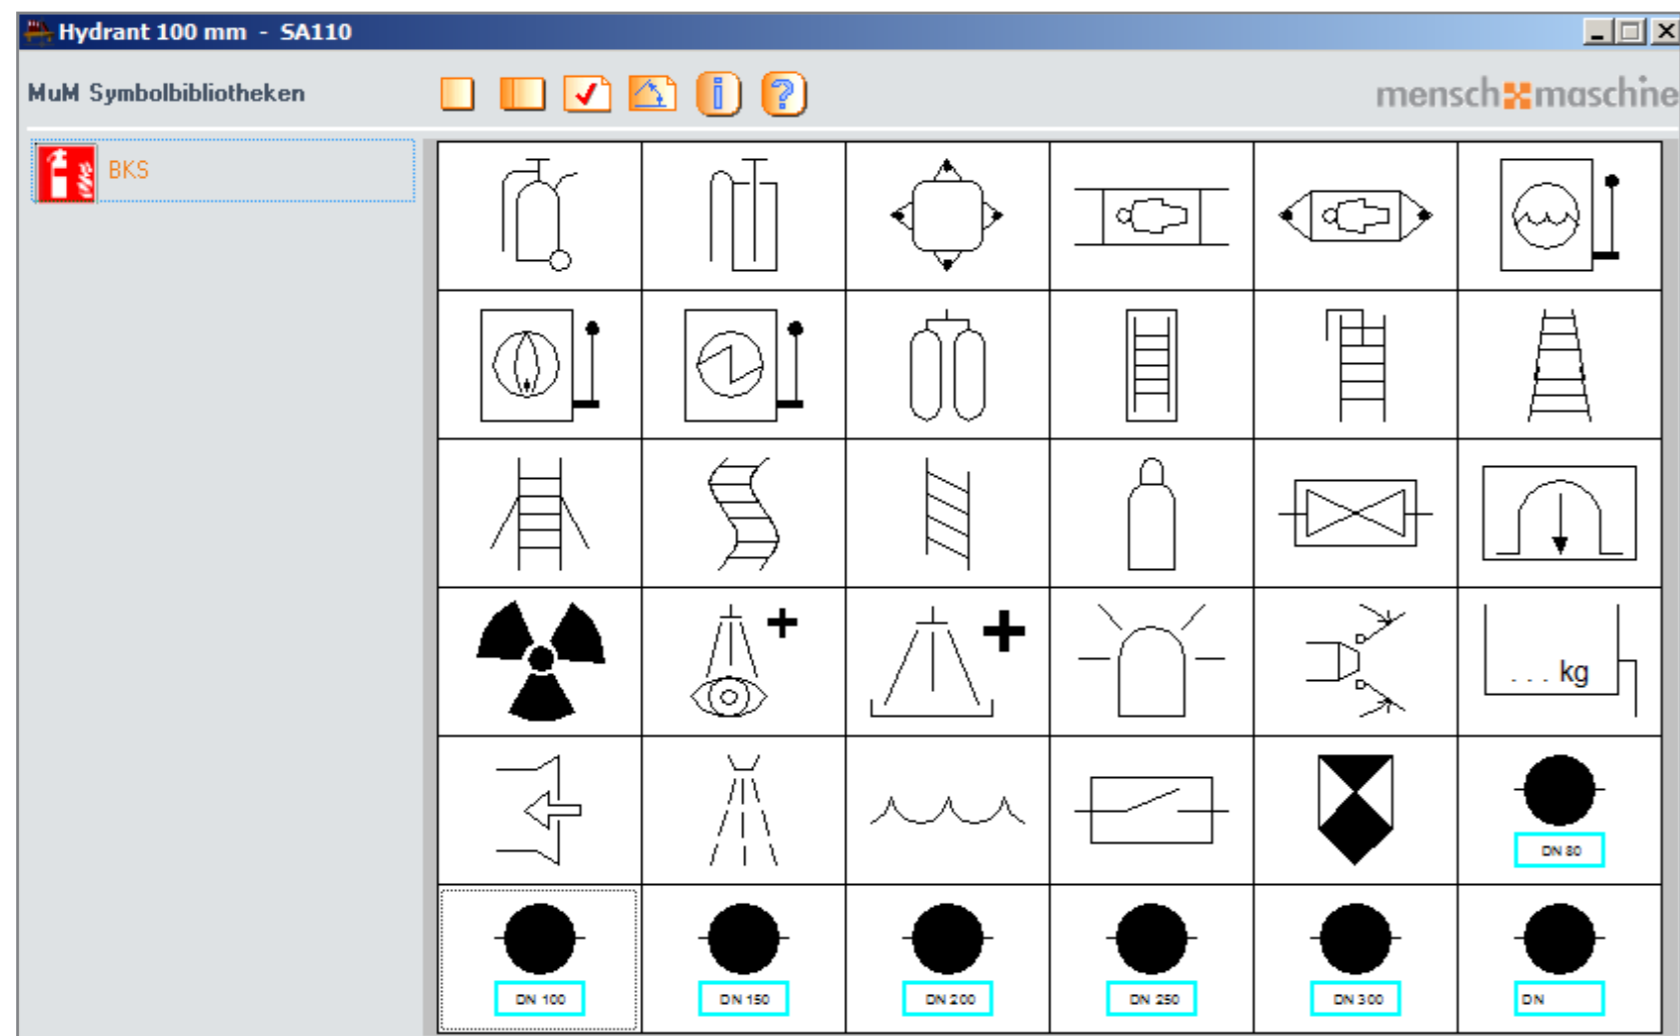 Hydrant 100 mm - SA110
MuM Symbolbibliotheken
mensch maschine
BKS
. . . kg
DN 80
DN 100
DN 150
DN 200
DN 250
DN 300
DN